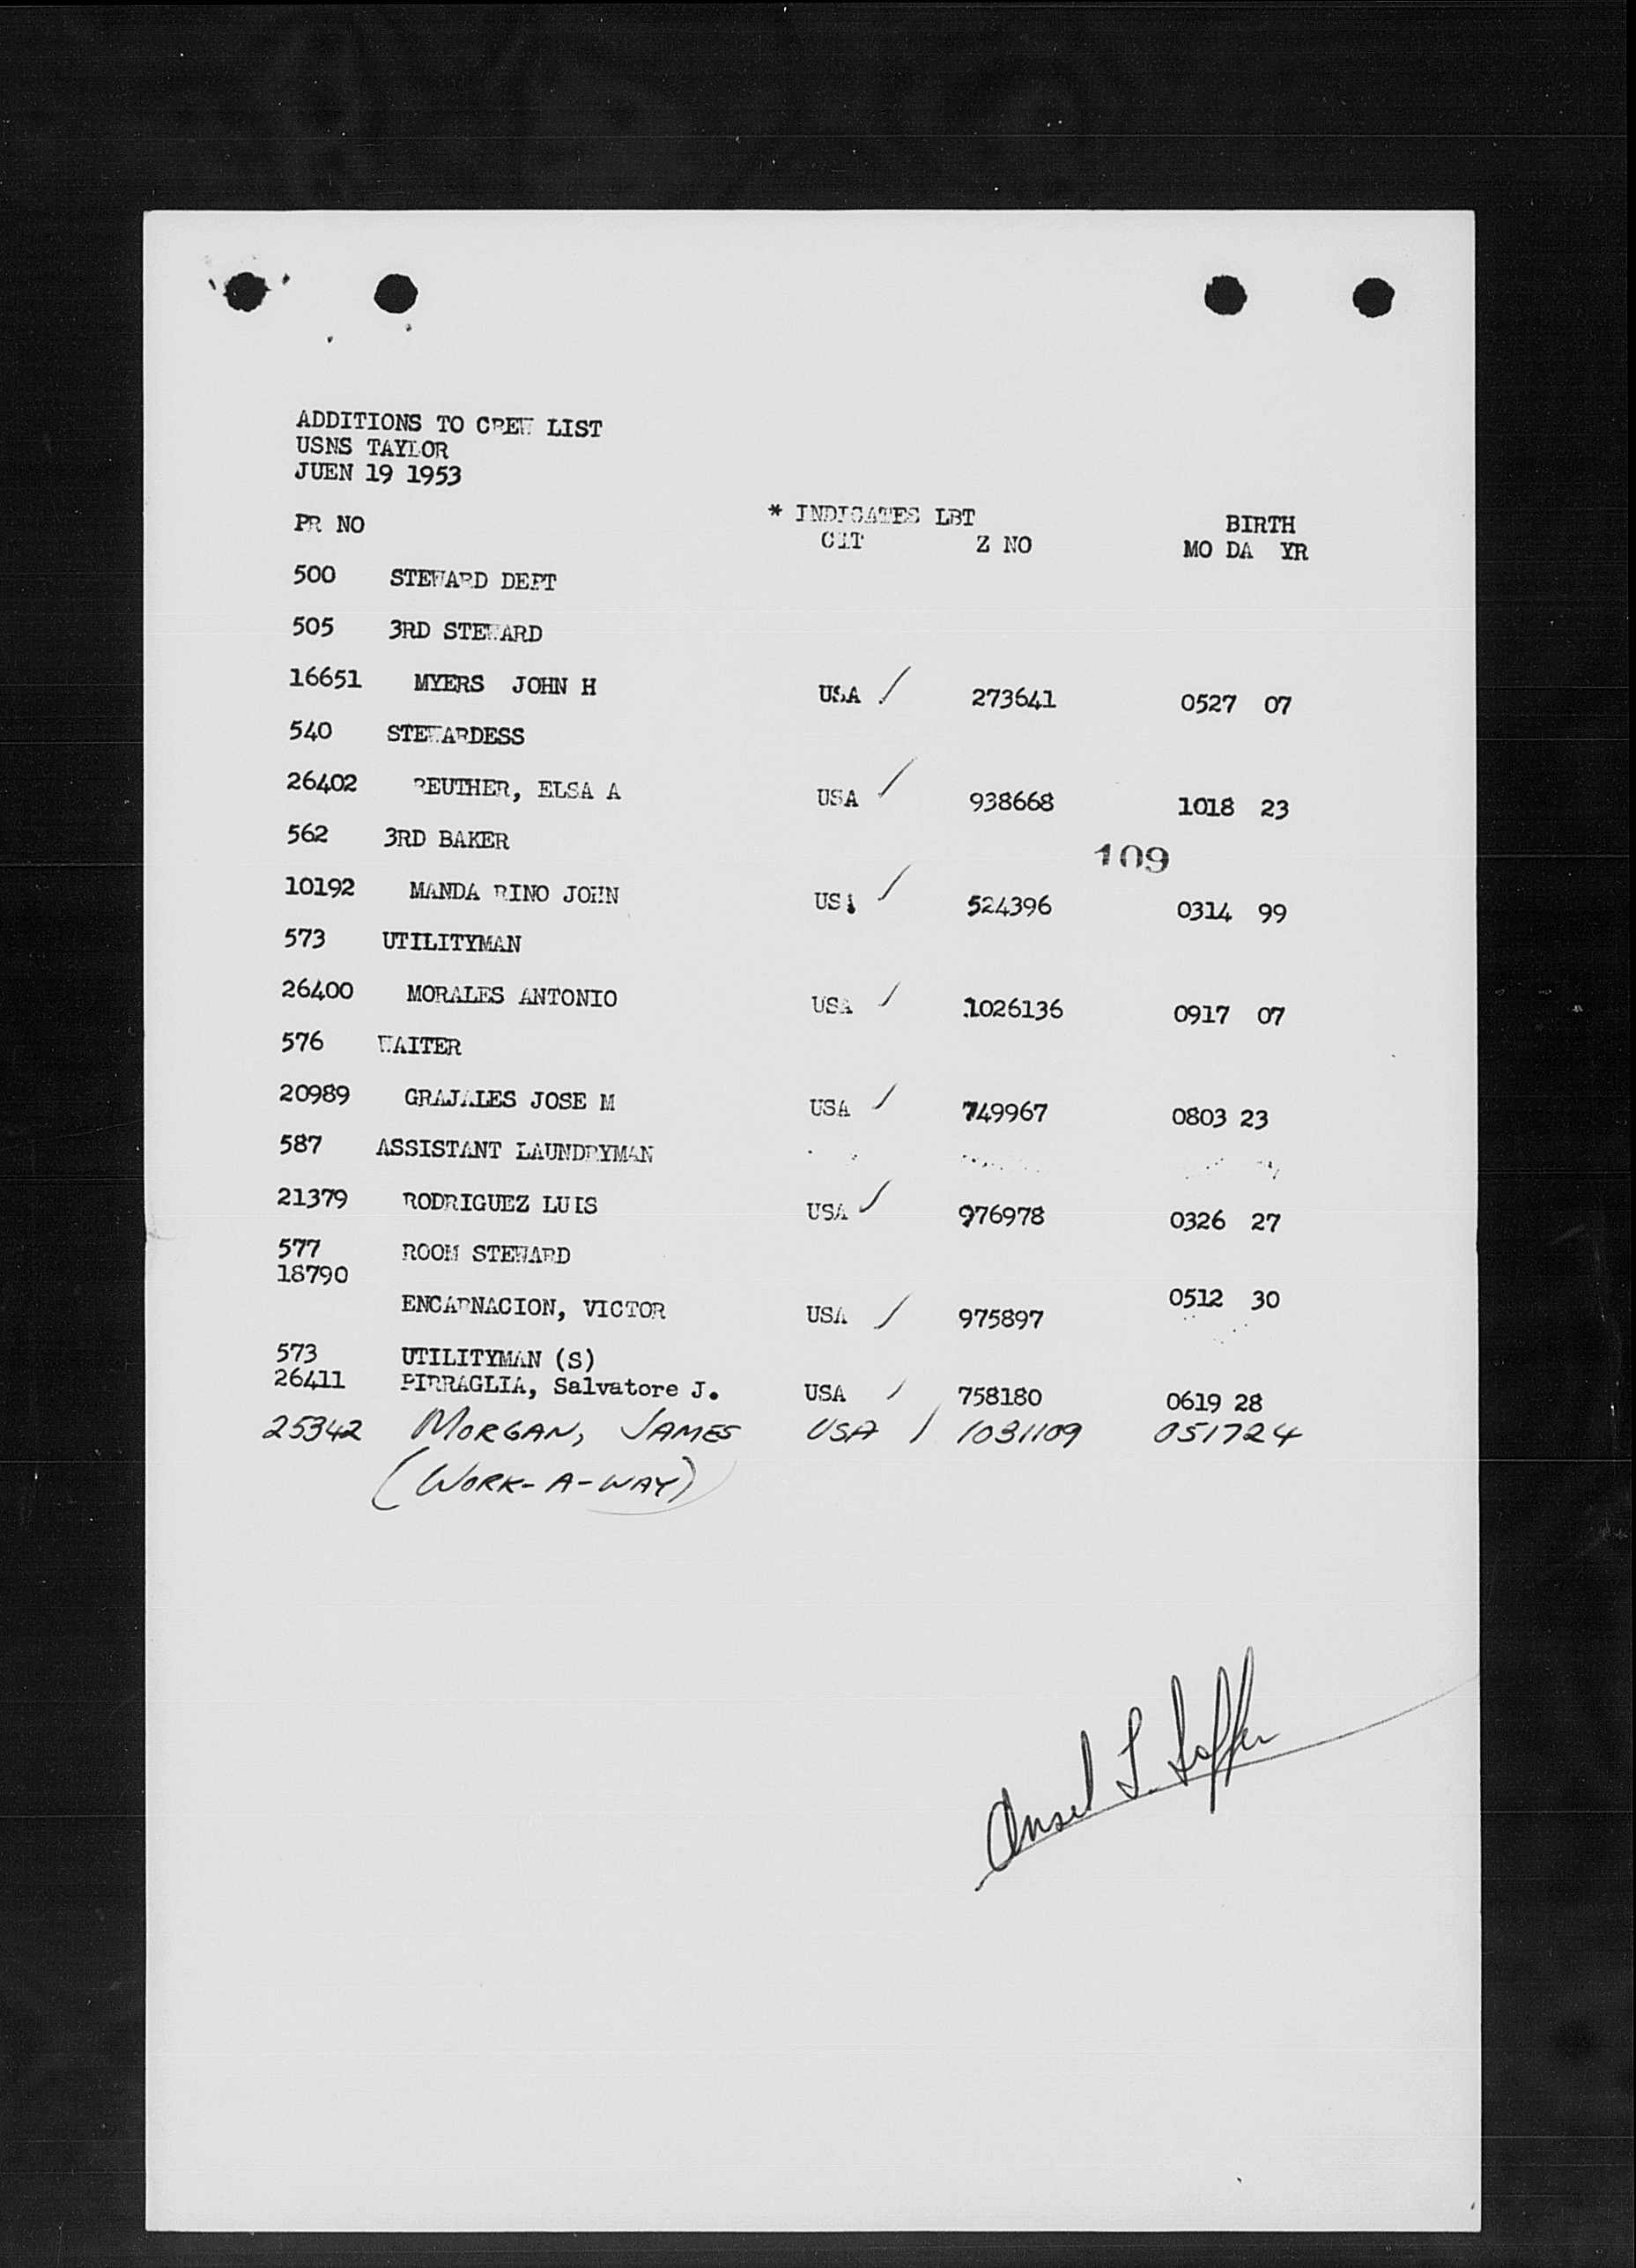 ADDITIONS TO CREW LIST
USNS TAYLOR
JUEN 19 1953
PR NO * INDICATES LBT BIRTH
CIT Z NO MO DA YR
500 STEWARD DEPT
505 3RD STEWARD
16651 MYERS JOHN H USA / 273641 0527 07
540 STEWARDESS
26402 REUTHER, ELSA A USA / 938668 1018 23
562 3RD BAKER
109
10192 MANDA RINO JOHN USA / 524396 0314 99
573 UTILITYMAN
26400 MORALES ANTONIO USA / 1026136 0917 07
576 WAITER
20989 GRAJALES JOSE M USA / 749967 0803 23
587 ASSISTANT LAUNDRYMAN
21379 RODRIGUEZ LUIS USA / 976978 0326 27
577 ROOM STEWARD
18790
ENCARNACION, VICTOR USA / 975897 0512 30
573 UTILITYMAN (S)
26411 PIRRAGLIA, Salvatore J. USA / 758180 0619 28
25342 MORGAN, JAMES USA / 1031109 051724
(WORK-A-WAY)
Ansel L.